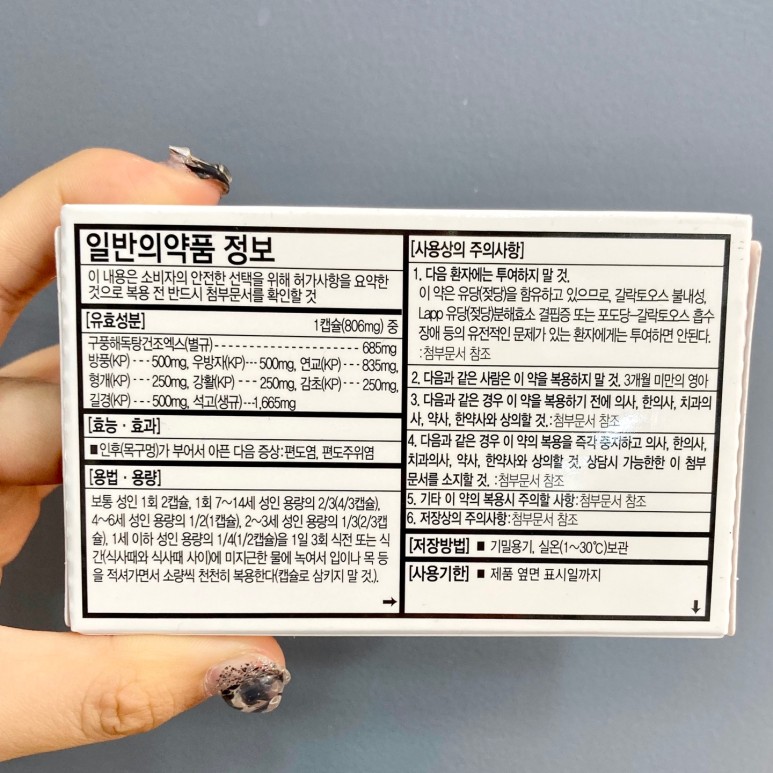 일반의약품 정보
이 내용은 소비자의 안전한 선택을 위해 허가사항을 요약한
것으로 복용 전 반드시 첨부문서를 확인할 것
[유효성분] 1캡슐(806mg) 중
구풍해독탕건조엑스(별규)---------------------- 685mg
방풍(KP) --- 500mg, 우방자(KP)--- 500mg, 연교(KP) --- 835mg,
형개(KP) --- 250mg, 강활(KP) --- 250mg, 감초(KP) --- 250mg,
길경(KP) --- 500mg, 석고(생규)---1,665mg
[효능·효과]
■ 인후(목구멍)가 부어서 아픈 다음 증상:편도염, 편도주위염
[용법·용량]
보통 성인 1회 2캡슐, 1회 7~14세 성인 용량의 2/3(4/3캡슐),
4~6세 성인 용량의 1/2(1캡슐), 2~3세 성인 용량의 1/3(2/3캡
슐), 1세 이하 성인 용량의 1/4(1/2캡슐)을 1일 3회 식전 또는 식
간(식사때와 식사때 사이)에 미지근한 물에 녹여서 입이나 목 등
을 적셔가면서 소량씩 천천히 복용한다(캡슐로 삼키지 말 것).
→
[사용상의 주의사항]
1. 다음 환자에는 투여하지 말 것.
이 약은 유당(젖당)을 함유하고 있으므로, 갈락토오스 불내성,
Lapp 유당(젖당)분해효소 결핍증 또는 포도당-갈락토오스 흡수
장애 등의 유전적인 문제가 있는 환자에게는 투여하면 안된다.
:첨부문서 참조
2. 다음과 같은 사람은 이 약을 복용하지 말 것. 3개월 미만의 영아
3. 다음과 같은 경우 이 약을 복용하기 전에 의사, 한의사, 치과의
사, 약사, 한약사와 상의할 것.:첨부문서 참조
4. 다음과 같은 경우 이 약의 복용을 즉각 중지하고 의사, 한의사,
치과의사, 약사, 한약사와 상의할 것. 상담시 가능한한 이 첨부
문서를 소지할 것. :첨부문서 참조
5. 기타 이 약의 복용시 주의할 사항:첨부문서 참조
6. 저장상의 주의사항:첨부문서 참조
[저장방법] ■ 기밀용기, 실온(1~30℃)보관
[사용기한] ■ 제품 옆면 표시일까지
↓